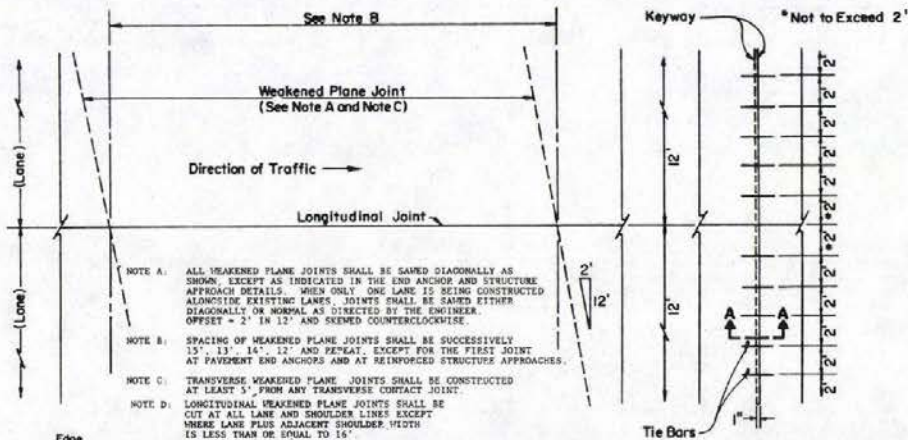 See Note B
Keyway
*Not to Exceed 2'
Weakened Plane Joint
(See Note A and Note C)
(Lane)
Direction of Traffic
Longitudinal Joint
(Lane)
NOTE A: ALL WEAKENED PLANE JOINTS SHALL BE SAWED DIAGONALLY AS
SHOWN, EXCEPT AS INDICATED IN THE END ANCHOR AND STRUCTURE
APPROACH DETAILS. WHEN ONLY ONE LANE IS BEING CONSTRUCTED
ALONGSIDE EXISTING LANES, JOINTS SHALL BE SAWED EITHER
DIAGONALLY OR NORMAL AS DIRECTED BY THE ENGINEER.
OFFSET = 2' IN 12' AND SKEWED COUNTERCLOCKWISE.
NOTE B: SPACING OF WEAKENED PLANE JOINTS SHALL BE SUCCESSIVELY
15', 13', 14', 12' AND REPEAT, EXCEPT FOR THE FIRST JOINT
AT PAVEMENT END ANCHORS AND AT REINFORCED STRUCTURE APPROACHES.
NOTE C: TRANSVERSE WEAKENED PLANE JOINTS SHALL BE CONSTRUCTED
AT LEAST 5' FROM ANY TRANSVERSE CONTACT JOINT.
NOTE D: LONGITUDINAL WEAKENED PLANE JOINTS SHALL BE
CUT AT ALL LANE AND SHOULDER LINES EXCEPT
WHERE LANE PLUS ADJACENT SHOULDER WIDTH
IS LESS THAN OR EQUAL TO 16'.
Edge
2'
12'
12'
12'
2'
2'
2'
2'
2'
*2'
*2'
2'
2'
2'
2'
2'
A
A
1"
Tie Bars